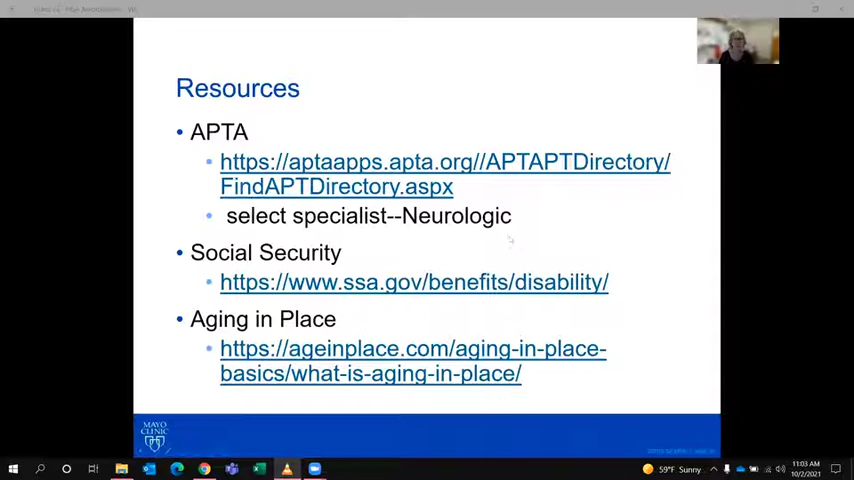 Resources
• APTA
• https://aptaapps.apta.org//APTAPTDirectory/
FindAPTDirectory.aspx
• select specialist--Neurologic
• Social Security
• https://www.ssa.gov/benefits/disability/
• Aging in Place
• https://ageinplace.com/aging-in-place-
basics/what-is-aging-in-place/
MAYO
CLINIC
59°F Sunny
11:03 AM
10/2/2021